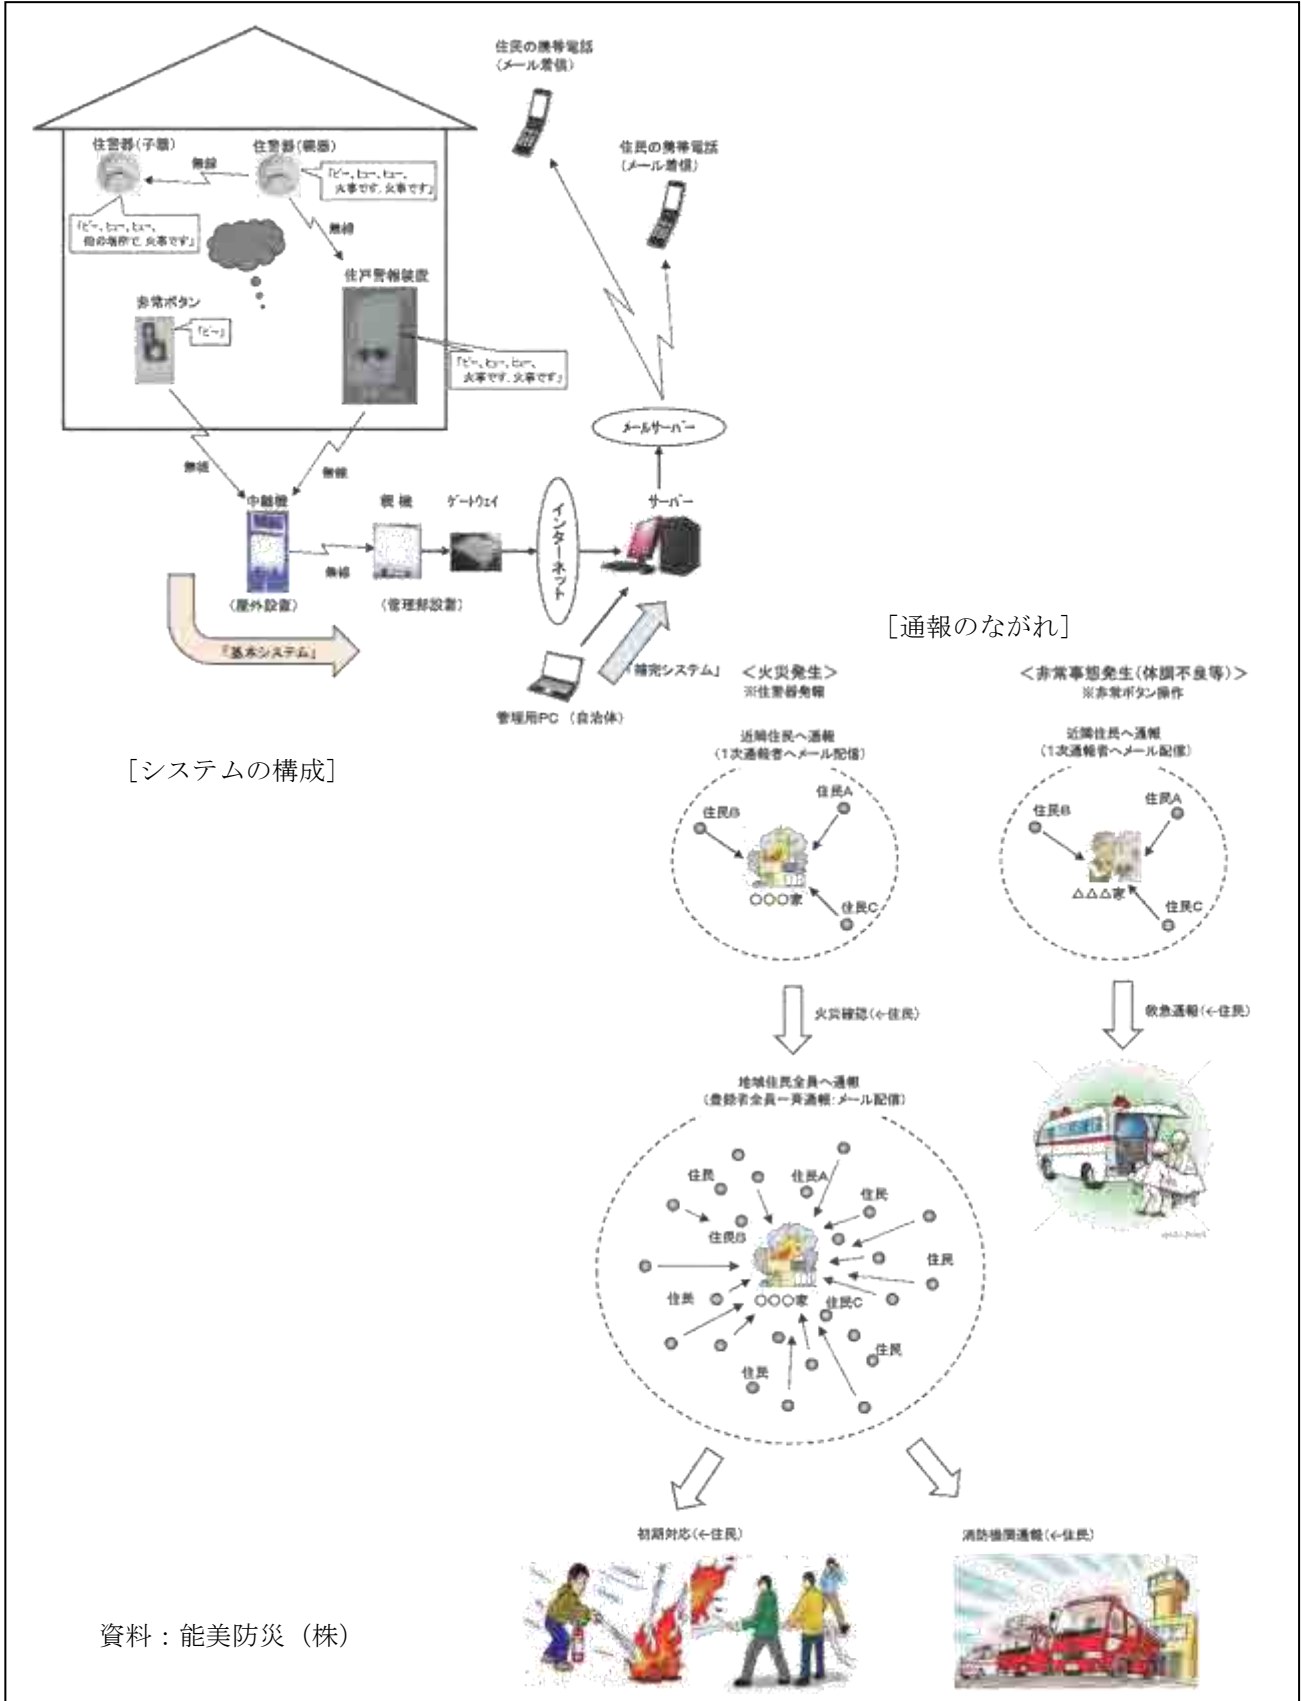 住民の携帯電話
(メール着信)
住民の携帯電話
(メール着信)
住警器(子器)
住警器(親器)
無線
「ピー、ヒュー、ヒュー、
火事です、火事です」
「ピー、ヒュー、ヒュー、
他の場所で、火事です」
無線
住戸警報装置
非常ボタン
「ピー」
「ピー、ヒュー、ヒュー、
火事です、火事です」
メールサーバー
無線
無線
中継機
親機
ゲートウェイ
インターネット
サーバー
無線
(屋外設置)
(管理部設置)
「基本システム」
「補完システム」
管理用PC (自治体)
[システムの構成]
[通報のながれ]
<火災発生>
※住警器発報
<非常事態発生(体調不良等)>
※非常ボタン操作
近隣住民へ通報
(1次通報者へメール配信)
近隣住民へ通報
(1次通報者へメール配信)
住民A
住民B
○○○家
住民C
住民A
住民B
△△△家
住民C
火災確認(←住民)
救急通報(←住民)
地域住民全員へ通報
(登録者全員一斉通報:メール配信)
住民
住民A
住民
住民B
住民
住民
○○○家
住民C
住民
住民
初期対応(←住民)
消防機関通報(←住民)
資料:能美防災(株)